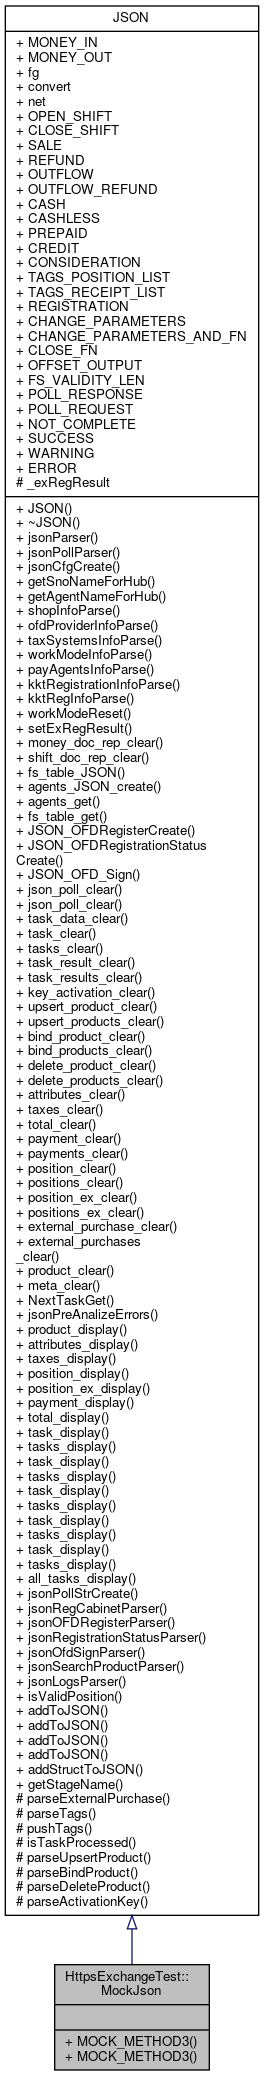 JSON
+ MONEY_IN
+ MONEY_OUT
+ fg
+ convert
+ net
+ OPEN_SHIFT
+ CLOSE_SHIFT
+ SALE
+ REFUND
+ OUTFLOW
+ OUTFLOW_REFUND
+ CASH
+ CASHLESS
+ PREPAID
+ CREDIT
+ CONSIDERATION
+ TAGS_POSITION_LIST
+ TAGS_RECEIPT_LIST
+ REGISTRATION
+ CHANGE_PARAMETERS
+ CHANGE_PARAMETERS_AND_FN
+ CLOSE_FN
+ OFFSET_OUTPUT
+ FS_VALIDITY_LEN
+ POLL_RESPONSE
+ POLL_REQUEST
+ NOT_COMPLETE
+ SUCCESS
+ WARNING
+ ERROR
# _exRegResult
+ JSON()
+ ~JSON()
+ jsonParser()
+ jsonPollParser()
+ jsonCfgCreate()
+ getSnoNameForHub()
+ getAgentNameForHub()
+ shopInfoParse()
+ ofdProviderInfoParse()
+ taxSystemsInfoParse()
+ workModeInfoParse()
+ payAgentsInfoParse()
+ kktRegistrationInfoParse()
+ kktRegInfoParse()
+ workModeReset()
+ setExRegResult()
+ money_doc_rep_clear()
+ shift_doc_rep_clear()
+ fs_table_JSON()
+ agents_JSON_create()
+ agents_get()
+ fs_table_get()
+ JSON_OFDRegisterCreate()
+ JSON_OFDRegistrationStatus
Create()
+ JSON_OFD_Sign()
+ json_poll_clear()
+ json_poll_clear()
+ task_data_clear()
+ task_clear()
+ tasks_clear()
+ task_result_clear()
+ task_results_clear()
+ key_activation_clear()
+ upsert_product_clear()
+ upsert_products_clear()
+ bind_product_clear()
+ bind_products_clear()
+ delete_product_clear()
+ delete_products_clear()
+ attributes_clear()
+ taxes_clear()
+ total_clear()
+ payment_clear()
+ payments_clear()
+ position_clear()
+ positions_clear()
+ position_ex_clear()
+ positions_ex_clear()
+ external_purchase_clear()
+ external_purchases
_clear()
+ product_clear()
+ meta_clear()
+ NextTaskGet()
+ jsonPreAnalizeErrors()
+ product_display()
+ attributes_display()
+ taxes_display()
+ position_display()
+ position_ex_display()
+ payment_display()
+ total_display()
+ task_display()
+ tasks_display()
+ task_display()
+ tasks_display()
+ task_display()
+ tasks_display()
+ task_display()
+ tasks_display()
+ task_display()
+ tasks_display()
+ all_tasks_display()
+ jsonPollStrCreate()
+ jsonRegCabinetParser()
+ jsonOFDRegisterParser()
+ jsonRegistrationStatusParser()
+ jsonOfdSignParser()
+ jsonSearchProductParser()
+ jsonLogsParser()
+ isValidPosition()
+ addToJSON()
+ addToJSON()
+ addToJSON()
+ addToJSON()
+ addStructToJSON()
+ getStageName()
# parseExternalPurchase()
# parseTags()
# pushTags()
# isTaskProcessed()
# parseUpsertProduct()
# parseBindProduct()
# parseDeleteProduct()
# parseActivationKey()
HttpsExchangeTest::
MockJson
+ MOCK_METHOD3()
+ MOCK_METHOD3()